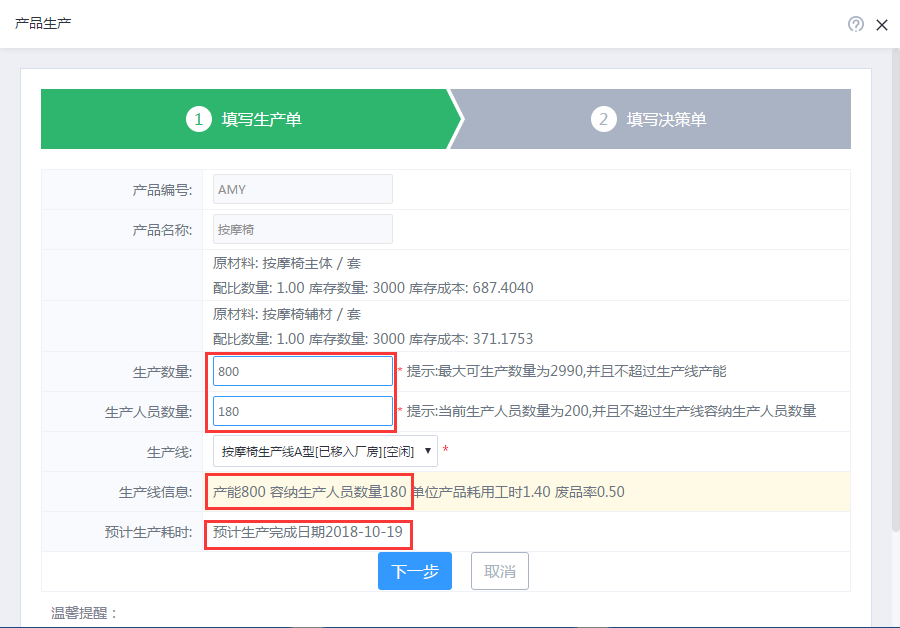 产品生产
1 填写生产单
2 填写决策单
产品编号: AMY
产品名称: 按摩椅
原材料: 按摩椅主体 / 套
配比数量: 1.00 库存数量: 3000 库存成本: 687.4040
原材料: 按摩椅辅材 / 套
配比数量: 1.00 库存数量: 3000 库存成本: 371.1753
生产数量: 800 * 提示:最大可生产数量为2990,并且不超过生产线产能
生产人员数量: 180 * 提示:当前生产人员数量为200,并且不超过生产线容纳生产人员数量
生产线: 按摩椅生产线A型[已移入厂房][空闲] *
生产线信息: 产能800 容纳生产人员数量180 单位产品耗用工时1.40 废品率0.50
预计生产耗时: 预计生产完成日期2018-10-19
下一步 取消
温馨提醒：